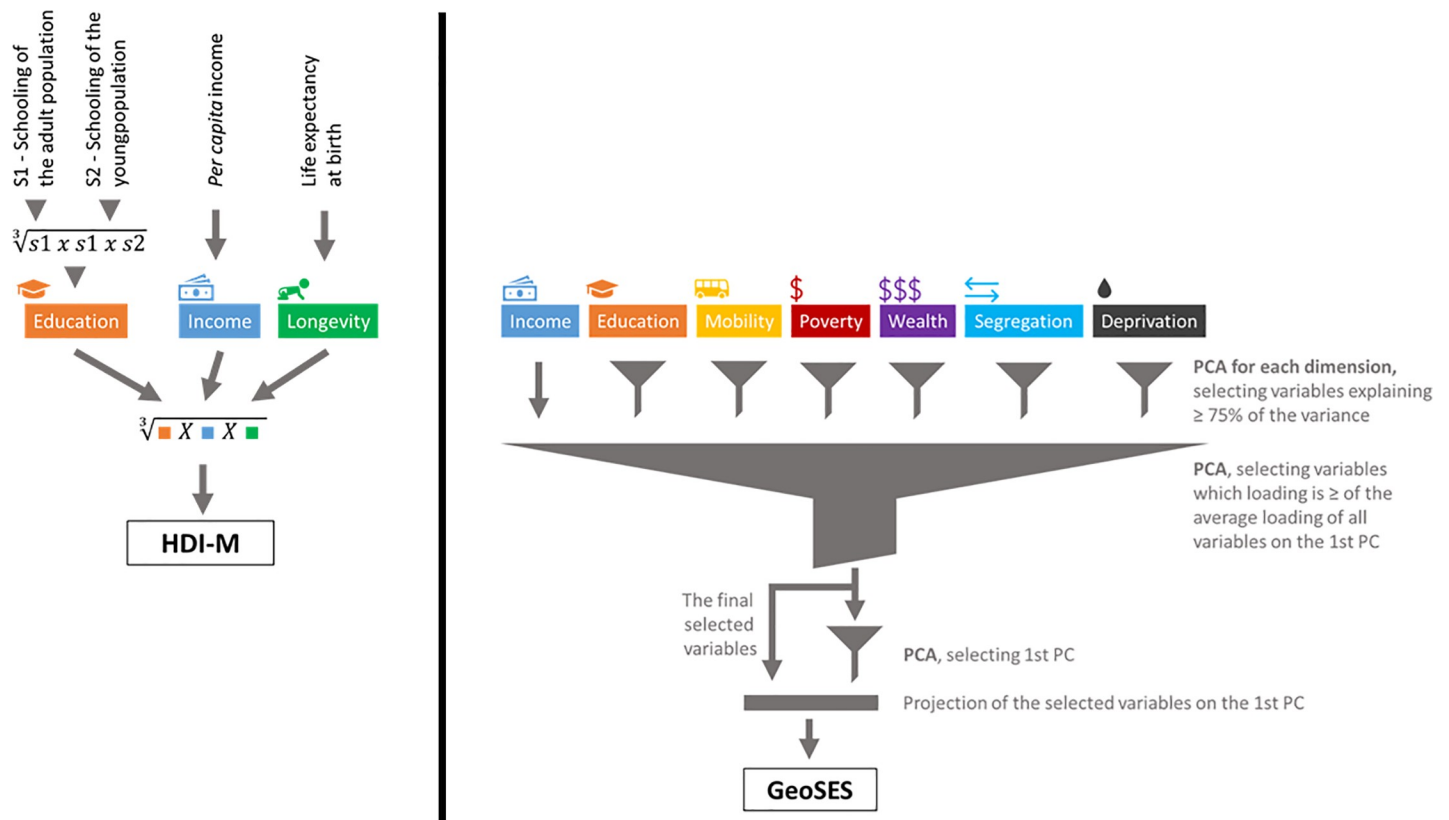 S1 - Schooling of
the adult population
S2 - Schooling of the
youngpopulation
Per capita income
Life expectancy
at birth
∛s1 x s1 x s2
Education
Income
Longevity
∛ X X
HDI-M
$
$$$
Income
Education
Mobility
Poverty
Wealth
Segregation
Deprivation
PCA for each dimension,
selecting variables explaining
≥ 75% of the variance
PCA, selecting variables
which loading is ≥ of the
average loading of all
variables on the 1st PC
The final
selected
variables
PCA, selecting 1st PC
Projection of the selected variables on the 1st PC
GeoSES